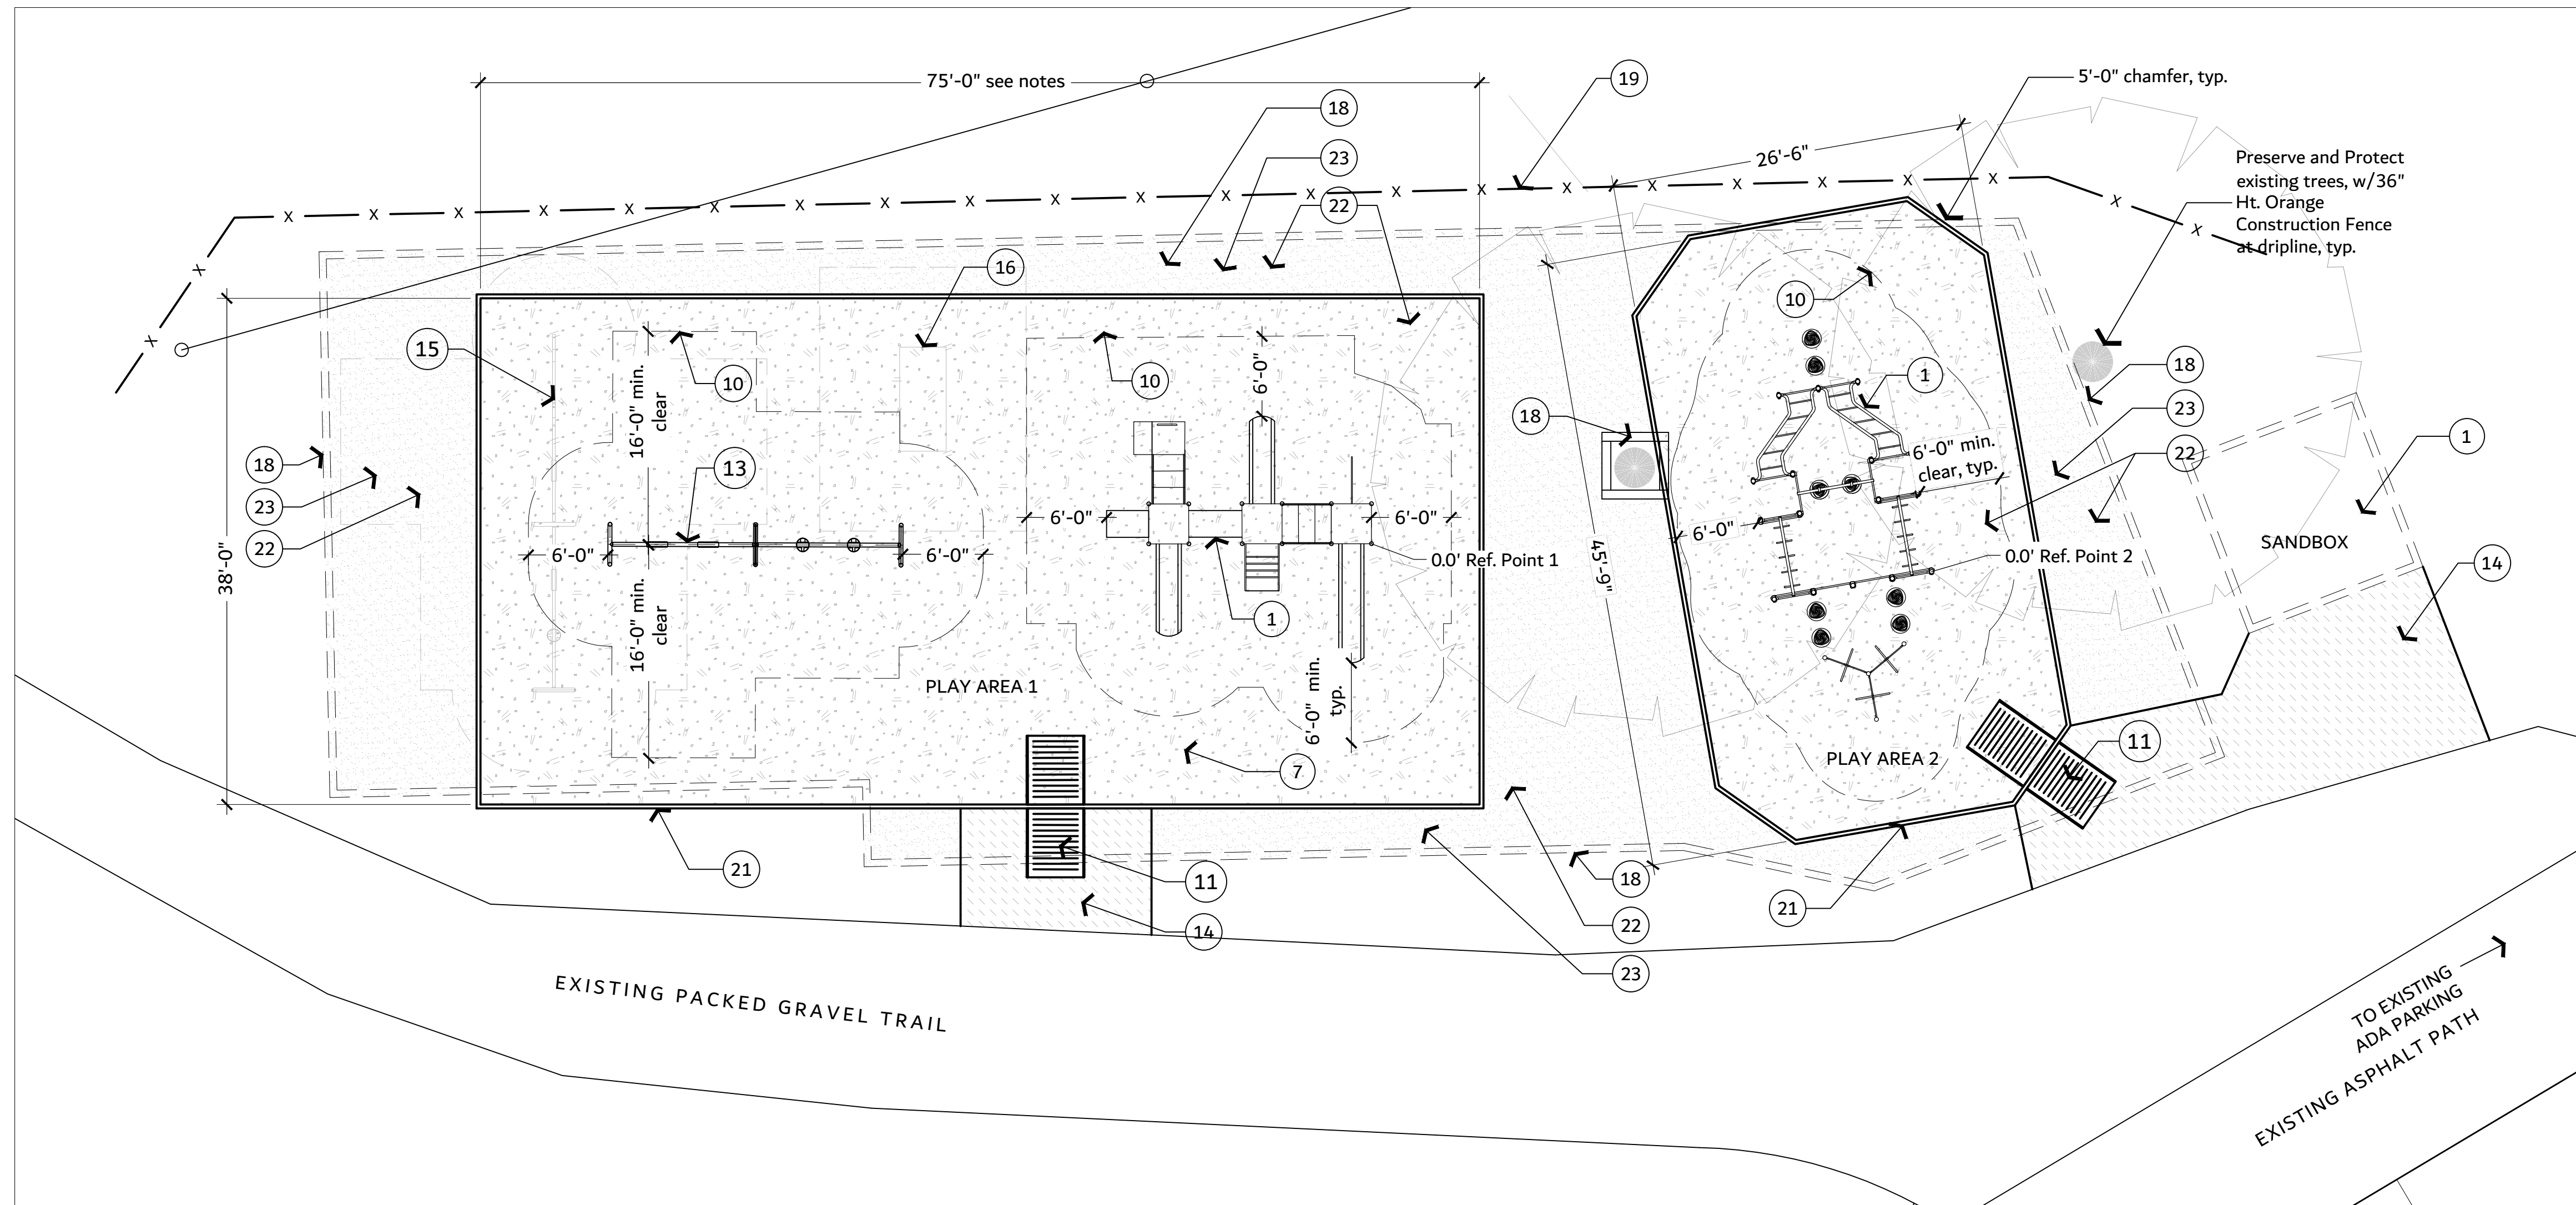 75'-0" see notes
19
5'-0" chamfer, typ.
18
23
22
26'-6"
Preserve and Protect
existing trees, w/36"
Ht. Orange
Construction Fence
at dripline, typ.
X X X X X X X X X X X X X X X X X X X X X X X X X
16
10
15
10
10
16'-0" min.
clear
6'-0"
1
18
18
23
22
1
6'-0" min.
clear, typ.
13
18
23
22
38'-0"
6'-0"
6'-0"
6'-0"
6'-0"
6'-0"
45'-9"
0.0' Ref. Point 1
0.0' Ref. Point 2
SANDBOX
14
16'-0" min.
clear
1
PLAY AREA 1
6'-0" min.
typ.
7
PLAY AREA 2
11
21
11
14
18
22
21
23
EXISTING PACKED GRAVEL TRAIL
TO EXISTING
ADA PARKING
EXISTING ASPHALT PATH